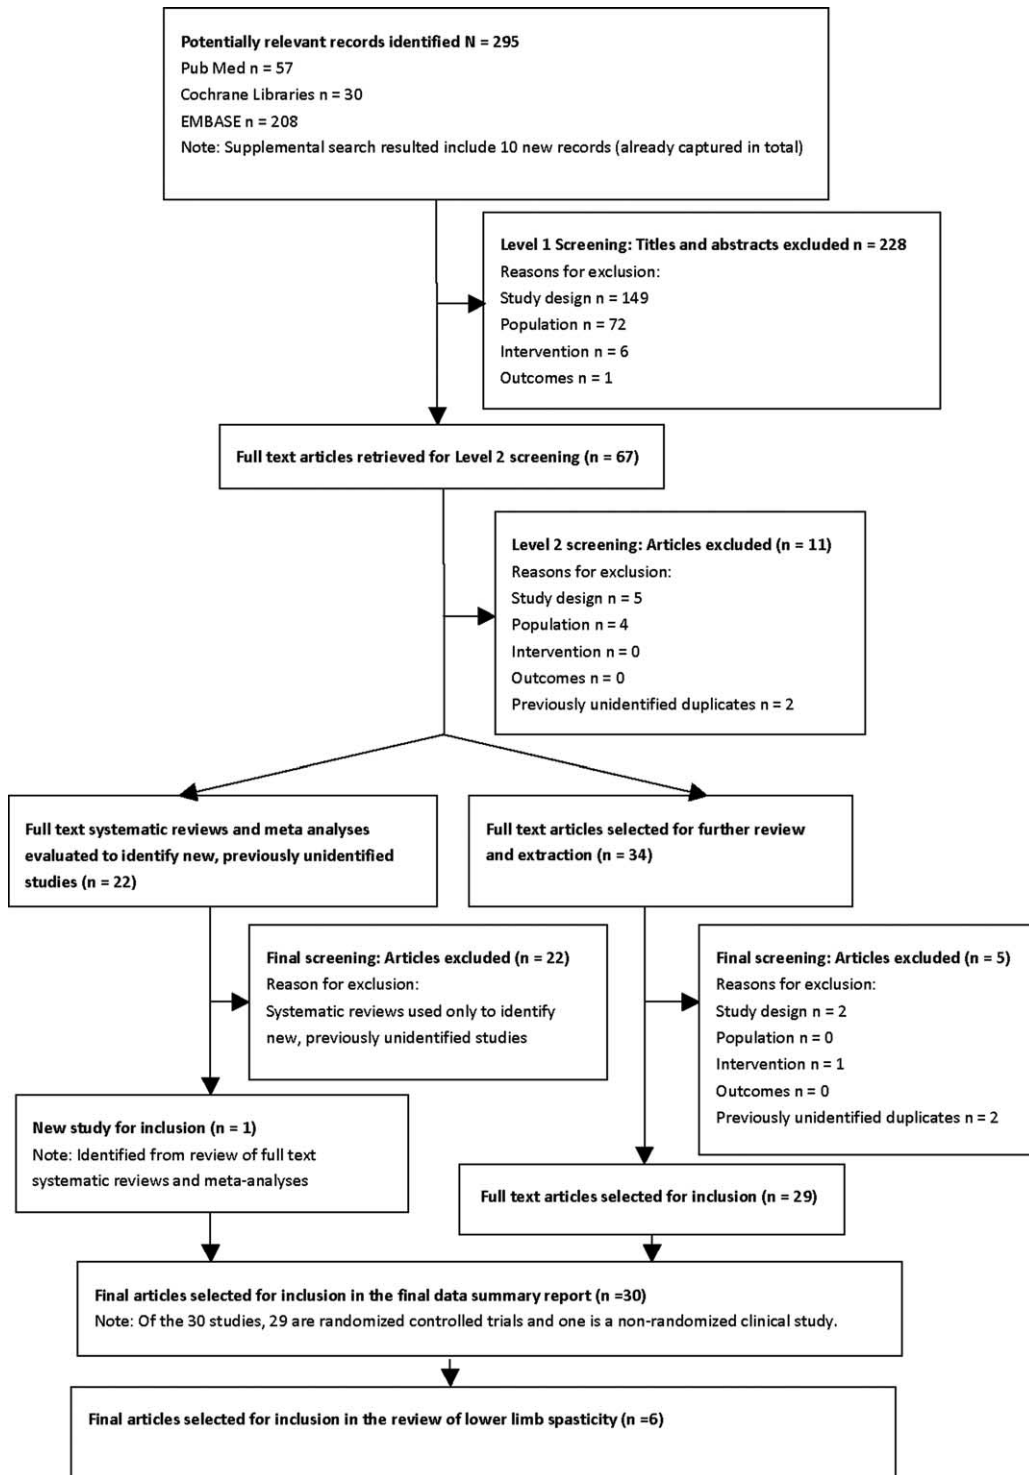 Potentially relevant records identified N = 295
Pub Med n = 57
Cochrane Libraries n = 30
EMBASE n = 208
Note: Supplemental search resulted include 10 new records (already captured in total)
Level 1 Screening: Titles and abstracts excluded n = 228
Reasons for exclusion:
Study design n = 149
Population n = 72
Intervention n = 6
Outcomes n = 1
Full text articles retrieved for Level 2 screening (n = 67)
Level 2 screening: Articles excluded (n = 11)
Reasons for exclusion:
Study design n = 5
Population n = 4
Intervention n = 0
Outcomes n = 0
Previously unidentified duplicates n = 2
Full text systematic reviews and meta analyses
evaluated to identify new, previously unidentified
studies (n = 22)
Full text articles selected for further review
and extraction (n = 34)
Final screening: Articles excluded (n = 22)
Reason for exclusion:
Systematic reviews used only to identify
new, previously unidentified studies
Final screening: Articles excluded (n = 5)
Reasons for exclusion:
Study design n = 2
Population n = 0
Intervention n = 1
Outcomes n = 0
Previously unidentified duplicates n = 2
New study for inclusion (n = 1)
Note: Identified from review of full text
systematic reviews and meta-analyses
Full text articles selected for inclusion (n = 29)
Final articles selected for inclusion in the final data summary report (n =30)
Note: Of the 30 studies, 29 are randomized controlled trials and one is a non-randomized clinical study.
Final articles selected for inclusion in the review of lower limb spasticity (n =6)